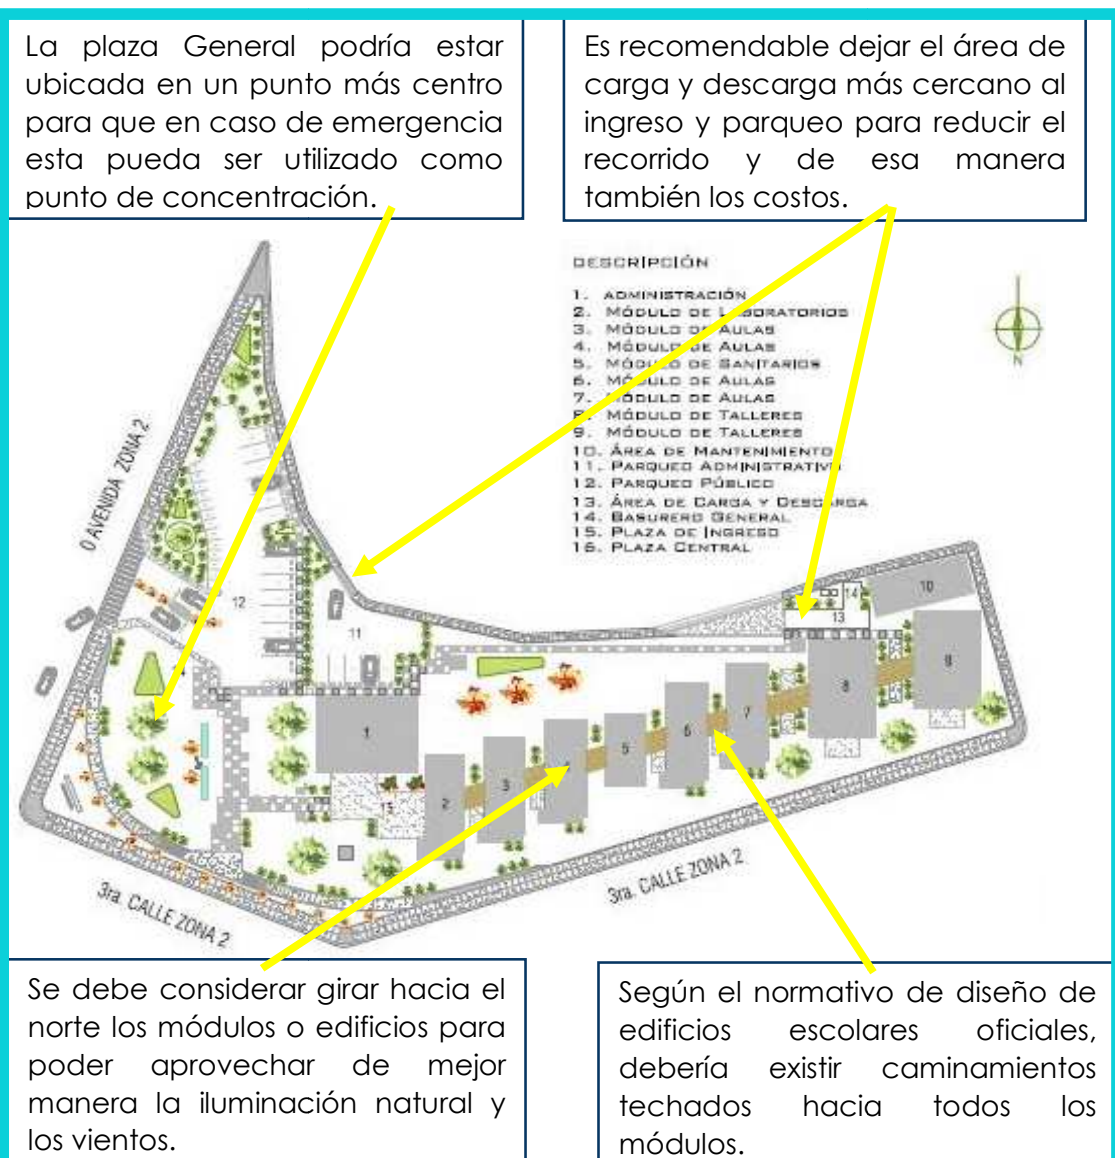 La plaza General podría estar
ubicada en un punto más centro
para que en caso de emergencia
esta pueda ser utilizado como
punto de concentración.
Es recomendable dejar el área de
carga y descarga más cercano al
ingreso y parqueo para reducir el
recorrido y de esa manera
también los costos.
DESCRIPCIÓN
1. ADMINISTRACIÓN
2. MÓDULO DE LABORATORIOS
3. MÓDULO DE AULAS
4. MÓDULO DE AULAS
5. MÓDULO DE SANITARIOS
6. MÓDULO DE AULAS
7. MÓDULO DE AULAS
8. MÓDULO DE TALLERES
9. MÓDULO DE TALLERES
10. ÁREA DE MANTENIMIENTO
11. PARQUEO ADMINISTRATIVO
12. PARQUEO PÚBLICO
13. ÁREA DE CARGA Y DESCARGA
14. BASURERO GENERAL
15. PLAZA DE INGRESO
16. PLAZA CENTRAL
N
0 AVENIDA ZONA 2
12
11
14
13
10
1
2
3
4
5
6
7
8
9
15
3ra. CALLE ZONA 2
3ra. CALLE ZONA 2
Se debe considerar girar hacia el
norte los módulos o edificios para
poder aprovechar de mejor
manera la iluminación natural y
los vientos.
Según el normativo de diseño de
edificios escolares oficiales,
debería existir caminamientos
techados hacia todos los
módulos.